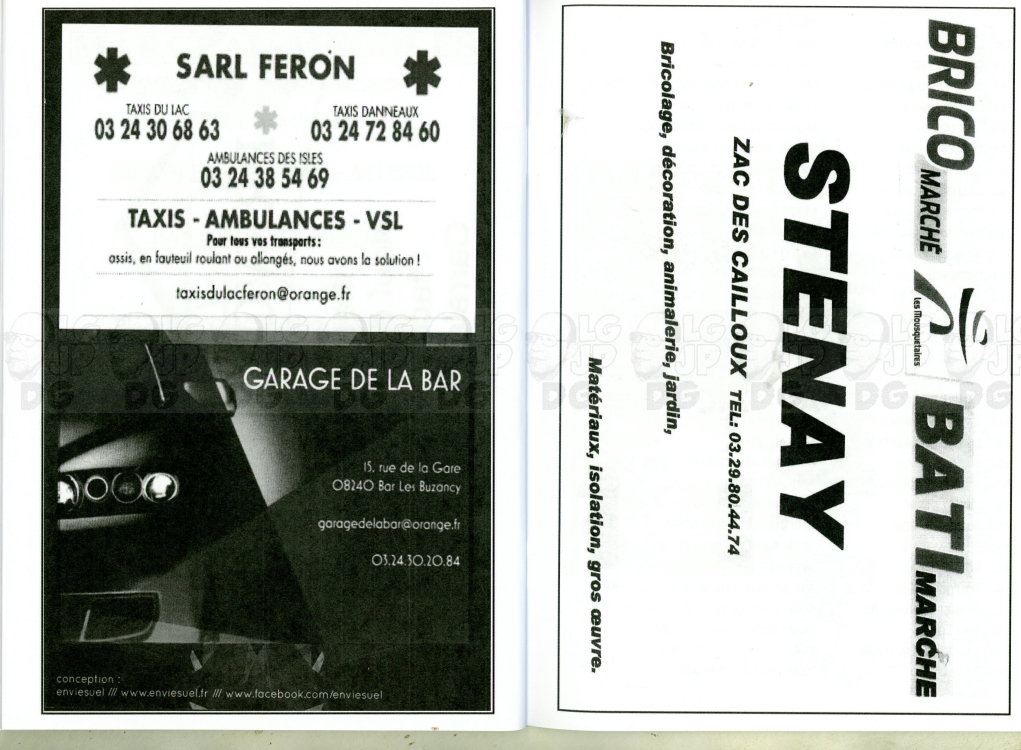 SARL FERON
TAXIS DU LAC
03 24 30 68 63
TAXIS DANNEAUX
03 24 72 84 60
AMBULANCES DES ISLES
03 24 38 54 69
TAXIS - AMBULANCES - VSL
Pour tous vos transports :
assis, en fauteuil roulant ou allongés, nous avons la solution !
taxisdulacferon@orange.fr
GARAGE DE LA BAR
15, rue de la Gare
08240 Bar Les Buzancy
garagedelabar@orange.fr
03.24.30.20.84
conception :
enviesuel /// www.enviesuel.fr /// www.facebook.com/enviesuel
BRICO MARCHÉ les Mousquetaires BATI MARCHÉ
STENAY
ZAC DES CAILLOUX TEL: 03.29.80.44.74
Bricolage, décoration, animalerie, jardin,
Matériaux, isolation, gros œuvre.